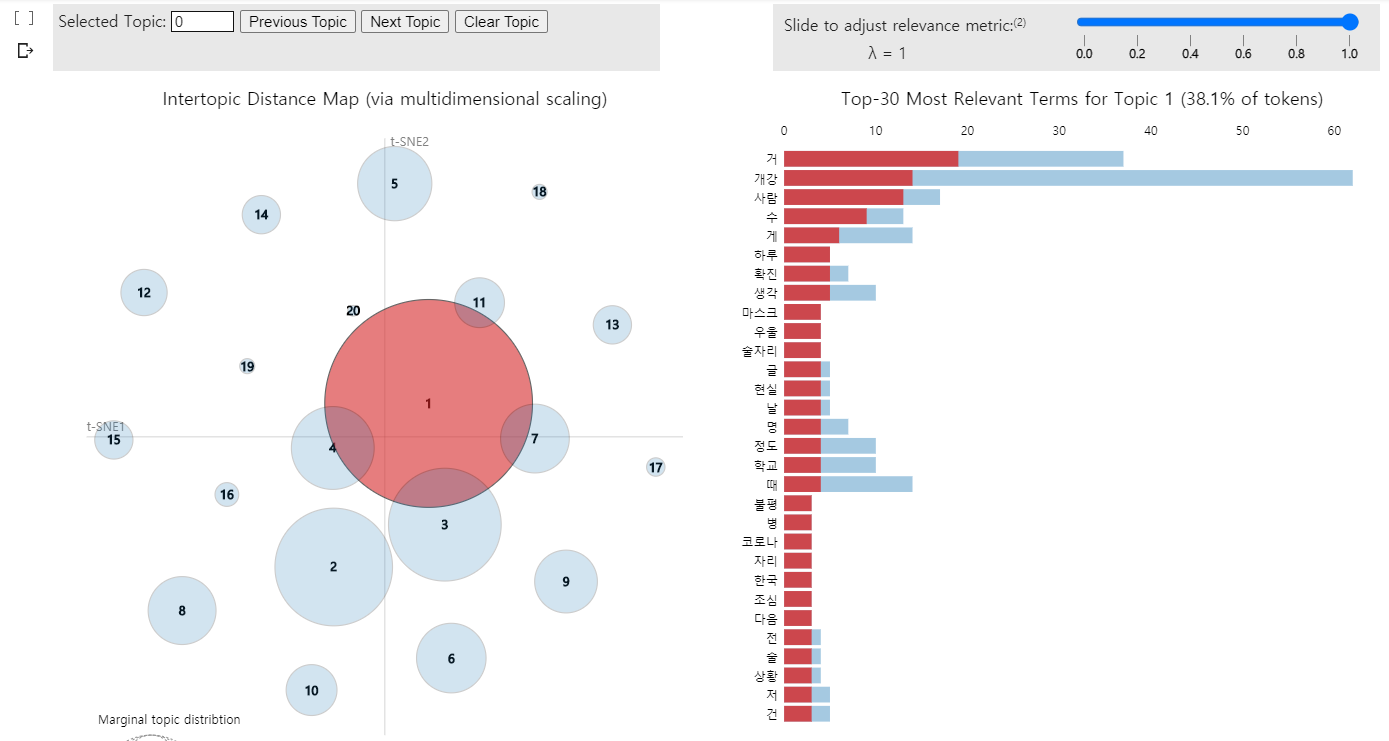 [ ]
Selected Topic: 0 Previous Topic Next Topic Clear Topic
Slide to adjust relevance metric:(2)
λ = 1
0.0 0.2 0.4 0.6 0.8 1.0
Intertopic Distance Map (via multidimensional scaling)
t-SNE2
5
18
14
12
20
11
13
19
1
t-SNE1
15
4
7
17
16
3
2
9
8
6
10
Marginal topic distribtion
Top-30 Most Relevant Terms for Topic 1 (38.1% of tokens)
0 10 20 30 40 50 60
거
개강
사람
수
게
하루
확진
생각
마스크
우울
술자리
글
현실
날
명
정도
학교
때
불평
병
코로나
자리
한국
조심
다음
전
술
상황
저
건